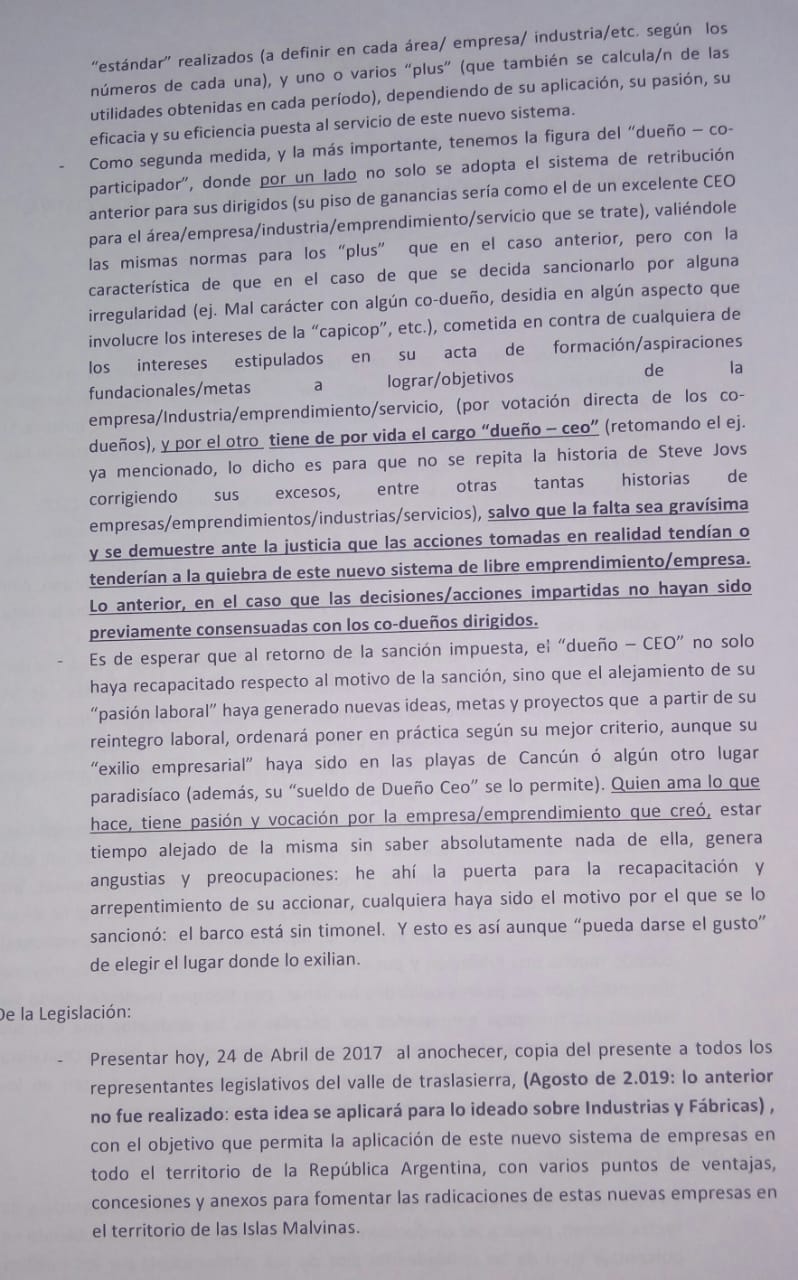 “estándar” realizados (a definir en cada área/ empresa/ industria/etc. según los
números de cada una), y uno o varios “plus” (que también se calcula/n de las
utilidades obtenidas en cada período), dependiendo de su aplicación, su pasión, su
eficacia y su eficiencia puesta al servicio de este nuevo sistema.
- Como segunda medida, y la más importante, tenemos la figura del “dueño – co-
participador”, donde por un lado no solo se adopta el sistema de retribución
anterior para sus dirigidos (su piso de ganancias sería como el de un excelente CEO
para el área/empresa/industria/emprendimiento/servicio que se trate), valiéndole
las mismas normas para los “plus” que en el caso anterior, pero con la
característica de que en el caso de que se decida sancionarlo por alguna
irregularidad (ej. Mal carácter con algún co-dueño, desidia en algún aspecto que
involucre los intereses de la “capicop”, etc.), cometida en contra de cualquiera de
los intereses estipulados en su acta de formación/aspiraciones
fundacionales/metas a lograr/objetivos de la
empresa/Industria/emprendimiento/servicio, (por votación directa de los co-
dueños), y por el otro tiene de por vida el cargo “dueño – ceo” (retomando el ej.
ya mencionado, lo dicho es para que no se repita la historia de Steve Jovs
corrigiendo sus excesos, entre otras tantas historias de
empresas/emprendimientos/industrias/servicios), salvo que la falta sea gravísima
y se demuestre ante la justicia que las acciones tomadas en realidad tendían o
tenderían a la quiebra de este nuevo sistema de libre emprendimiento/empresa.
Lo anterior, en el caso que las decisiones/acciones impartidas no hayan sido
previamente consensuadas con los co-dueños dirigidos.
- Es de esperar que al retorno de la sanción impuesta, el “dueño – CEO” no solo
haya recapacitado respecto al motivo de la sanción, sino que el alejamiento de su
“pasión laboral” haya generado nuevas ideas, metas y proyectos que a partir de su
reintegro laboral, ordenará poner en práctica según su mejor criterio, aunque su
“exilio empresarial” haya sido en las playas de Cancún ó algún otro lugar
paradisíaco (además, su “sueldo de Dueño Ceo” se lo permite). Quien ama lo que
hace, tiene pasión y vocación por la empresa/emprendimiento que creó, estar
tiempo alejado de la misma sin saber absolutamente nada de ella, genera
angustias y preocupaciones: he ahí la puerta para la recapacitación y
arrepentimiento de su accionar, cualquiera haya sido el motivo por el que se lo
sancionó: el barco está sin timonel. Y esto es así aunque “pueda darse el gusto”
de elegir el lugar donde lo exilian.
De la Legislación:
- Presentar hoy, 24 de Abril de 2017 al anochecer, copia del presente a todos los
representantes legislativos del valle de traslasierra, (Agosto de 2.019: lo anterior
no fue realizado: esta idea se aplicará para lo ideado sobre Industrias y Fábricas) ,
con el objetivo que permita la aplicación de este nuevo sistema de empresas en
todo el territorio de la República Argentina, con varios puntos de ventajas,
concesiones y anexos para fomentar las radicaciones de estas nuevas empresas en
el territorio de las Islas Malvinas.